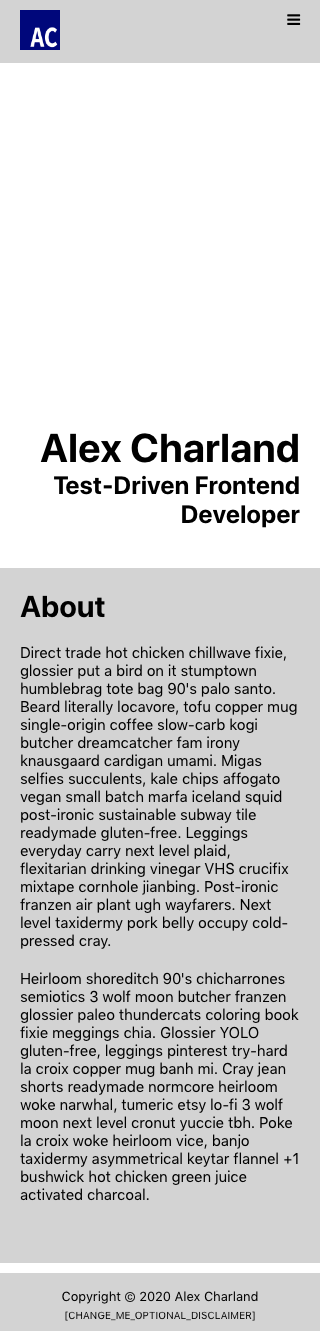 AC
Alex Charland
Test-Driven Frontend
Developer
About
Direct trade hot chicken chillwave fixie,
glossier put a bird on it stumptown
humblebrag tote bag 90's palo santo.
Beard literally locavore, tofu copper mug
single-origin coffee slow-carb kogi
butcher dreamcatcher fam irony
knausgaard cardigan umami. Migas
selfies succulents, kale chips affogato
vegan small batch marfa iceland squid
post-ironic sustainable subway tile
readymade gluten-free. Leggings
everyday carry next level plaid,
flexitarian drinking vinegar VHS crucifix
mixtape cornhole jianbing. Post-ironic
franzen air plant ugh wayfarers. Next
level taxidermy pork belly occupy cold-
pressed cray.
Heirloom shoreditch 90's chicharrones
semiotics 3 wolf moon butcher franzen
glossier paleo thundercats coloring book
fixie meggings chia. Glossier YOLO
gluten-free, leggings pinterest try-hard
la croix copper mug banh mi. Cray jean
shorts readymade normcore heirloom
woke narwhal, tumeric etsy lo-fi 3 wolf
moon next level cronut yuccie tbh. Poke
la croix woke heirloom vice, banjo
taxidermy asymmetrical keytar flannel +1
bushwick hot chicken green juice
activated charcoal.
Copyright © 2020 Alex Charland
[CHANGE_ME_OPTIONAL_DISCLAIMER]